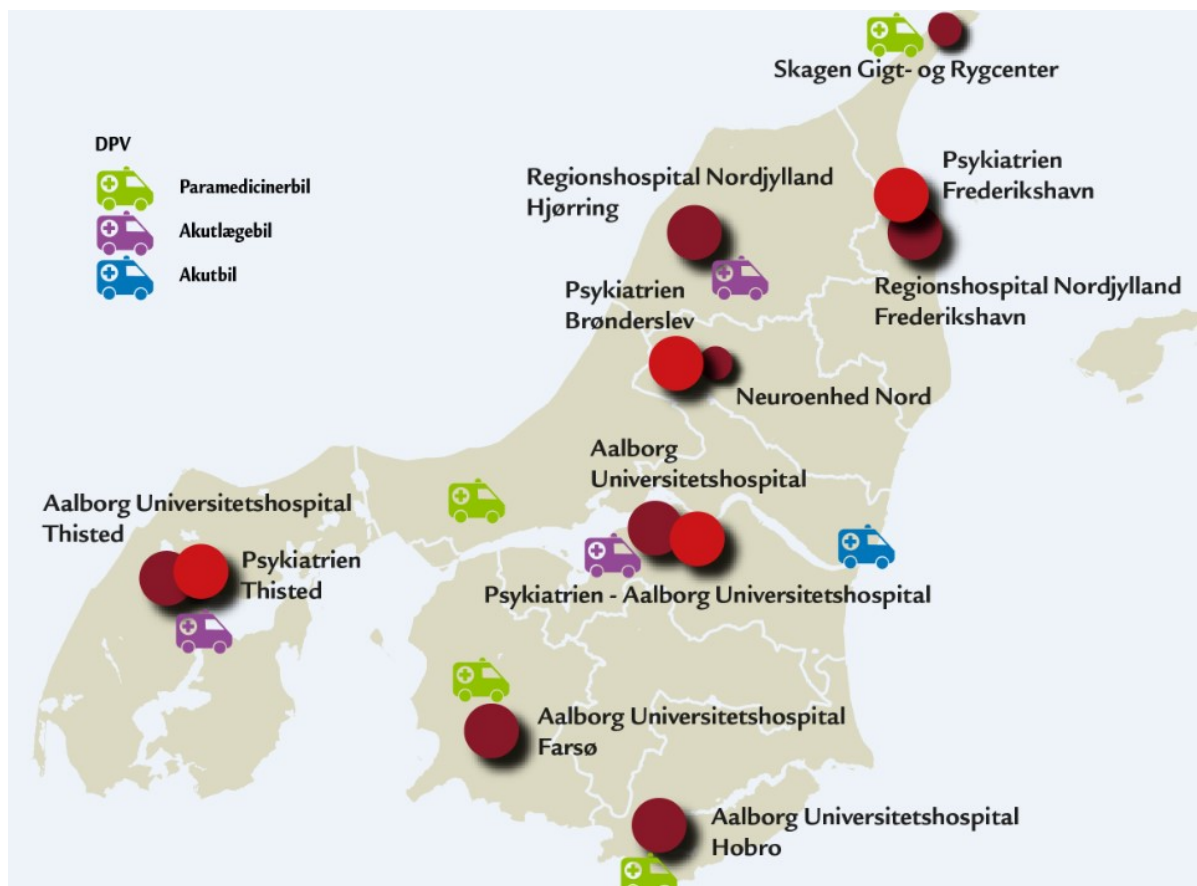 Skagen Gigt- og Rygcenter
DPV
Paramedicinerbil
Akutlægebil
Akutbil
Regionshospital Nordjylland
Hjørring
Psykiatrien
Frederikshavn
Regionshospital Nordjylland
Frederikshavn
Psykiatrien
Brønderslev
Neuroenhed Nord
Aalborg
Universitetshospital
Aalborg Universitetshospital
Thisted
Psykiatrien
Thisted
Psykiatrien - Aalborg Universitetshospital
Aalborg Universitetshospital
Farsø
Aalborg Universitetshospital
Hobro